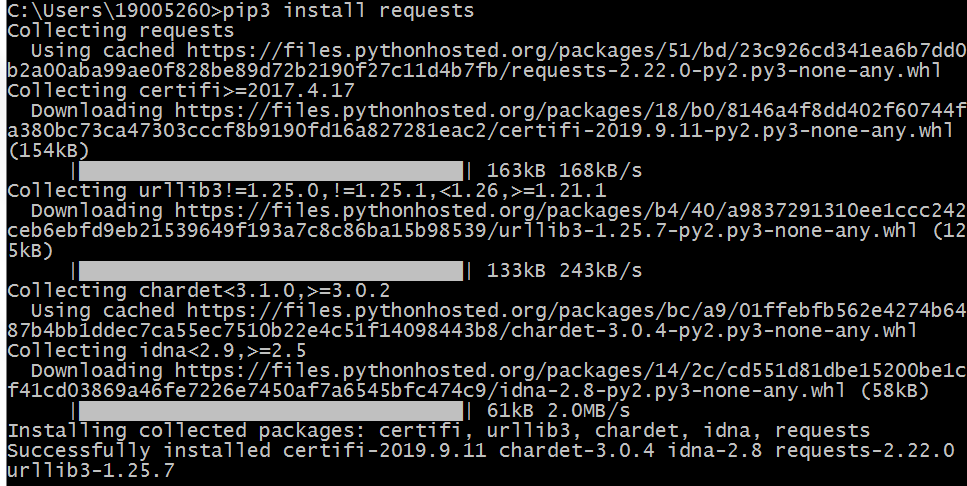 C:\Users\19005260>pip3 install requests
Collecting requests
  Using cached https://files.pythonhosted.org/packages/51/bd/23c926cd341ea6b7dd0
b2a00aba99ae0f828be89d72b2190f27c11d4b7fb/requests-2.22.0-py2.py3-none-any.whl
Collecting certifi>=2017.4.17
  Downloading https://files.pythonhosted.org/packages/18/b0/8146a4f8dd402f60744f
a380bc73ca47303cccf8b9190fd16a827281eac2/certifi-2019.9.11-py2.py3-none-any.whl
(154kB)
     |████████████████████████████████| 163kB 168kB/s
Collecting urllib3!=1.25.0,!=1.25.1,<1.26,>=1.21.1
  Downloading https://files.pythonhosted.org/packages/b4/40/a9837291310ee1ccc242
ceb6ebfd9eb21539649f193a7c8c86ba15b98539/urllib3-1.25.7-py2.py3-none-any.whl (12
5kB)
     |████████████████████████████████| 133kB 243kB/s
Collecting chardet<3.1.0,>=3.0.2
  Using cached https://files.pythonhosted.org/packages/bc/a9/01ffebfb562e4274b64
87b4bb1ddec7ca55ec7510b22e4c51f14098443b8/chardet-3.0.4-py2.py3-none-any.whl
Collecting idna<2.9,>=2.5
  Downloading https://files.pythonhosted.org/packages/14/2c/cd551d81dbe15200be1c
f41cd03869a46fe7226e7450af7a6545bfc474c9/idna-2.8-py2.py3-none-any.whl (58kB)
     |████████████████████████████████| 61kB 2.0MB/s
Installing collected packages: certifi, urllib3, chardet, idna, requests
Successfully installed certifi-2019.9.11 chardet-3.0.4 idna-2.8 requests-2.22.0
urllib3-1.25.7